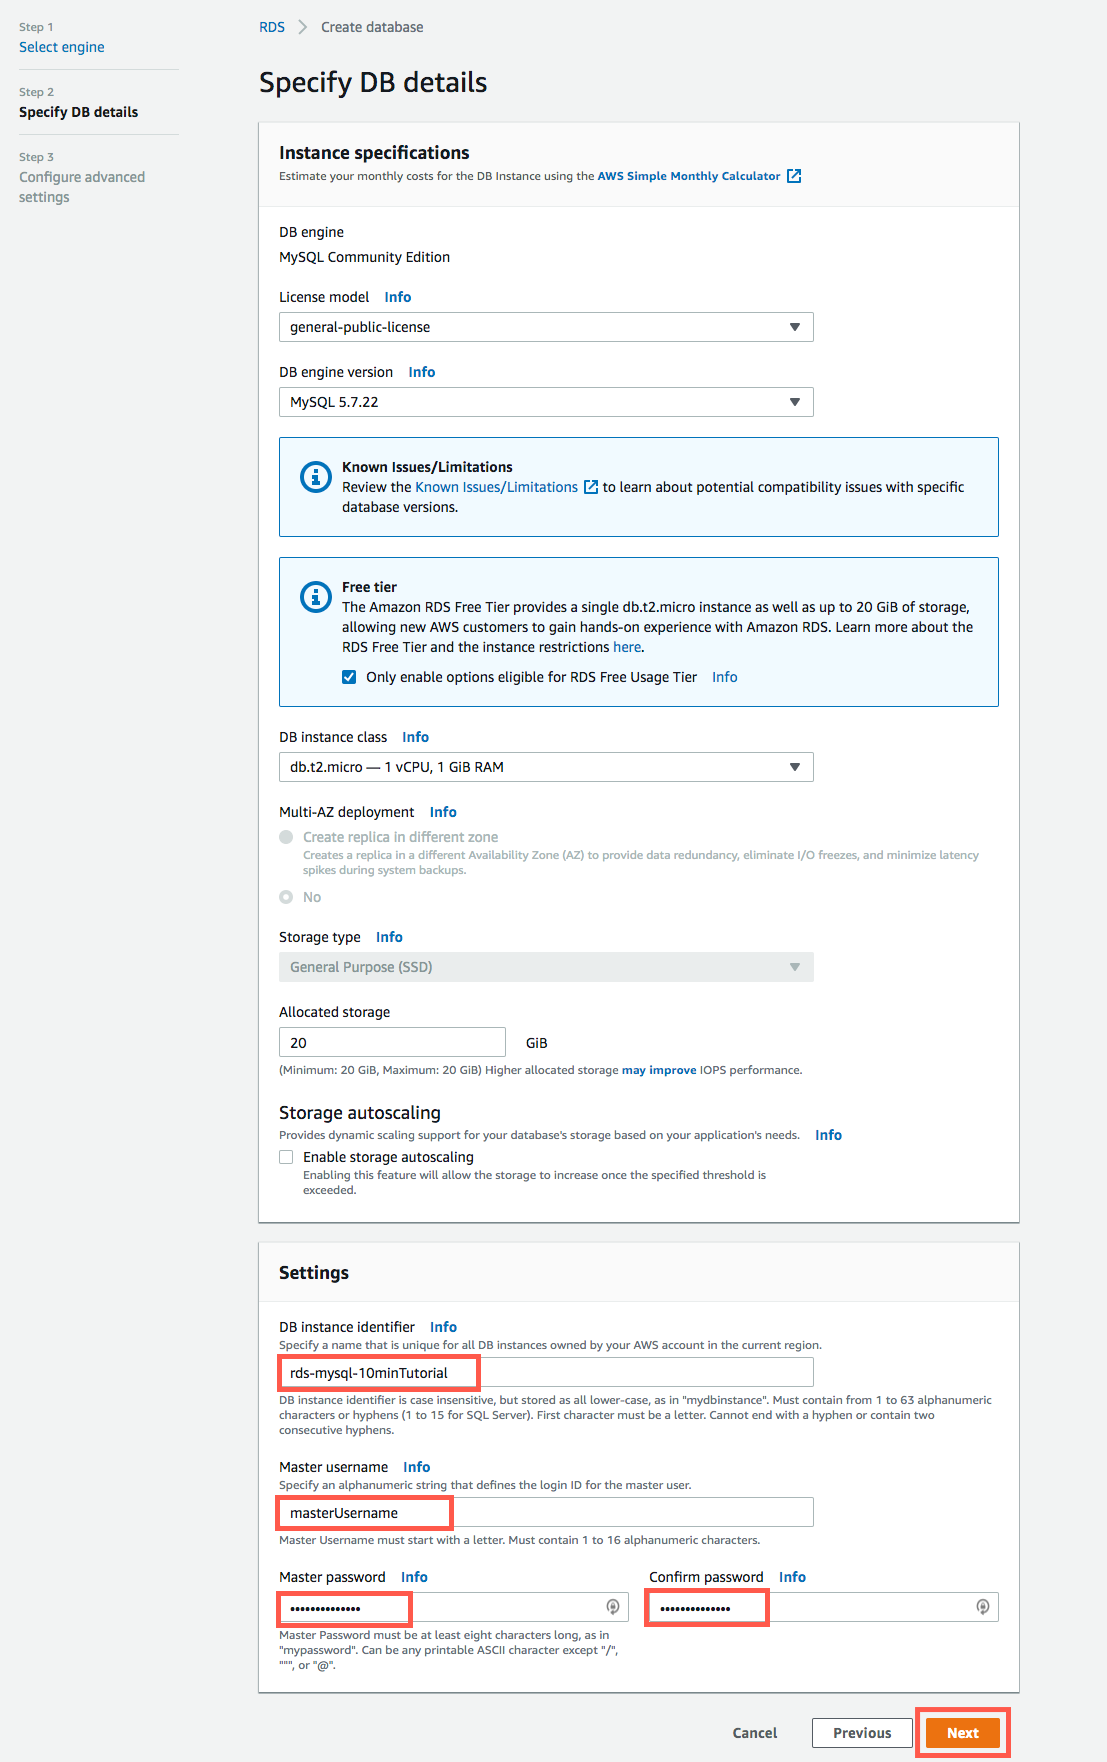 Step 1
Select engine
Step 2
Specify DB details
Step 3
Configure advanced
settings
RDS > Create database
Specify DB details
Instance specifications
Estimate your monthly costs for the DB Instance using the AWS Simple Monthly Calculator
DB engine
MySQL Community Edition
License model Info
general-public-license
DB engine version Info
MySQL 5.7.22
Known Issues/Limitations
Review the Known Issues/Limitations to learn about potential compatibility issues with specific
database versions.
Free tier
The Amazon RDS Free Tier provides a single db.t2.micro instance as well as up to 20 GiB of storage,
allowing new AWS customers to gain hands-on experience with Amazon RDS. Learn more about the
RDS Free Tier and the instance restrictions here.
Only enable options eligible for RDS Free Usage Tier Info
DB instance class Info
db.t2.micro — 1 vCPU, 1 GiB RAM
Multi-AZ deployment Info
Create replica in different zone
Creates a replica in a different Availability Zone (AZ) to provide data redundancy, eliminate I/O freezes, and minimize latency
spikes during system backups.
No
Storage type Info
General Purpose (SSD)
Allocated storage
20 GiB
(Minimum: 20 GiB, Maximum: 20 GiB) Higher allocated storage may improve IOPS performance.
Storage autoscaling
Provides dynamic scaling support for your database's storage based on your application's needs. Info
Enable storage autoscaling
Enabling this feature will allow the storage to increase once the specified threshold is
exceeded.
Settings
DB instance identifier Info
Specify a name that is unique for all DB instances owned by your AWS account in the current region.
rds-mysql-10minTutorial
DB instance identifier is case insensitive, but stored as all lower-case, as in "mydbinstance". Must contain from 1 to 63 alphanumeric
characters or hyphens (1 to 15 for SQL Server). First character must be a letter. Cannot end with a hyphen or contain two
consecutive hyphens.
Master username Info
Specify an alphanumeric string that defines the login ID for the master user.
masterUsername
Master Username must start with a letter. Must contain 1 to 16 alphanumeric characters.
Master password Info Confirm password Info
•••••••••••••• ••••••••••••••
Master Password must be at least eight characters long, as in
"mypassword". Can be any printable ASCII character except "/",
""", or "@".
Cancel Previous Next